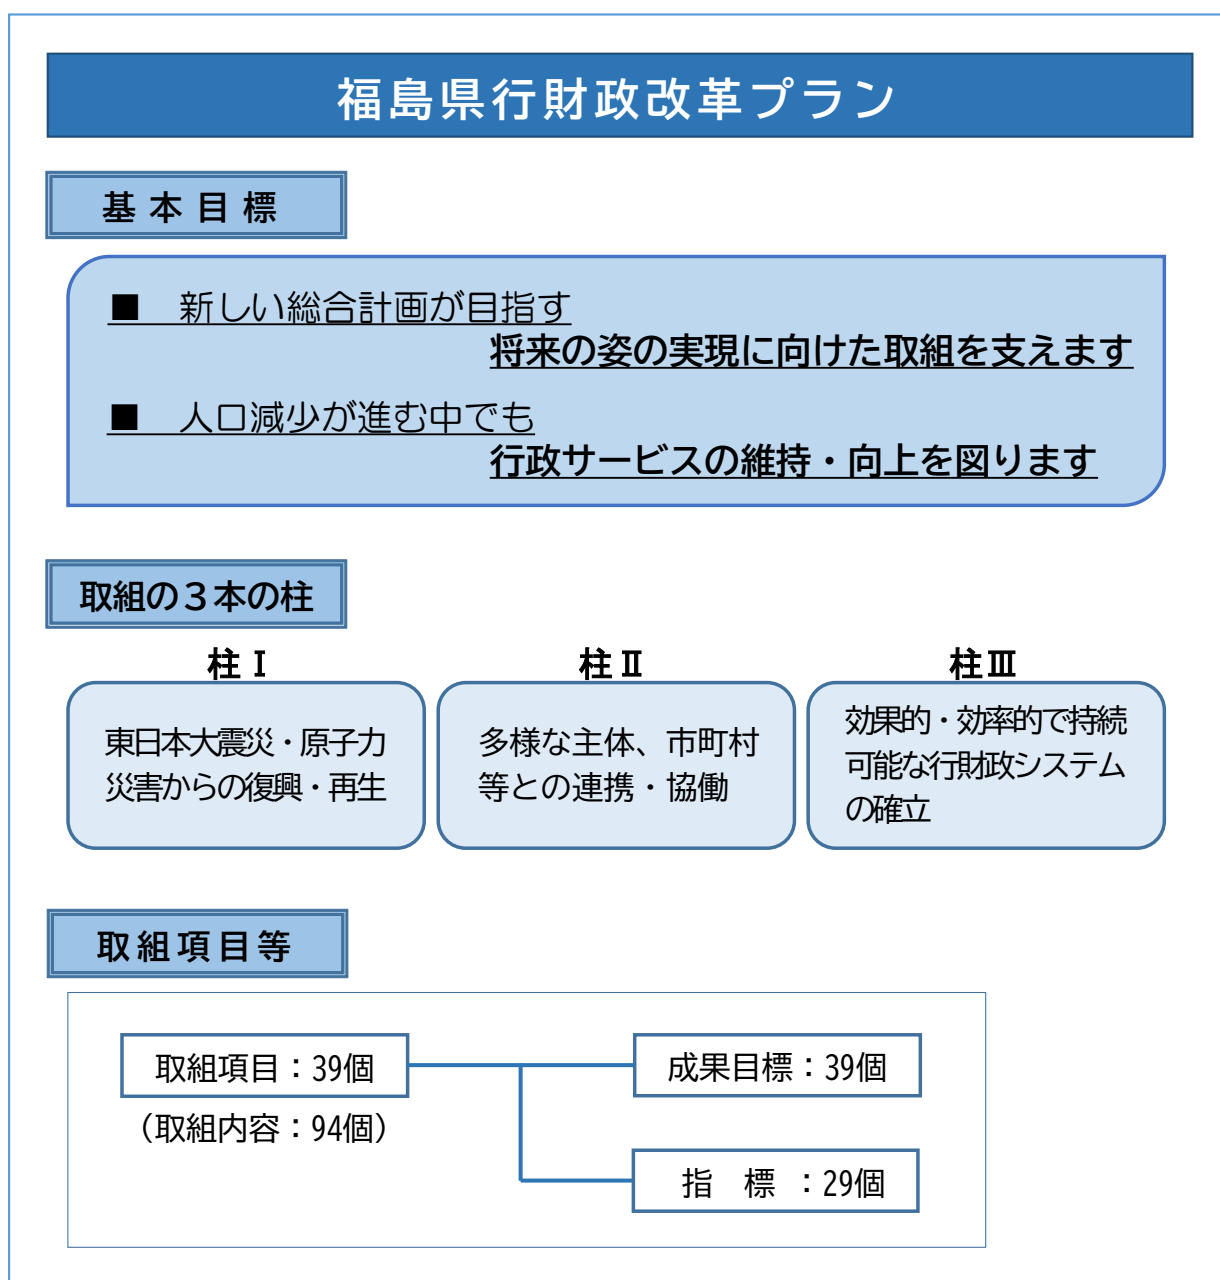 福島県行財政改革プラン
基本目標
■　新しい総合計画が目指す
将来の姿の実現に向けた取組を支えます
■　人口減少が進む中でも
行政サービスの維持・向上を図ります
取組の３本の柱
柱Ⅰ
東日本大震災・原子力
災害からの復興・再生
柱Ⅱ
多様な主体、市町村
等との連携・協働
柱Ⅲ
効果的・効率的で持続
可能な行財政システム
の確立
取組項目等
取組項目：39個
（取組内容：94個）
成果目標：39個
指　標　：29個